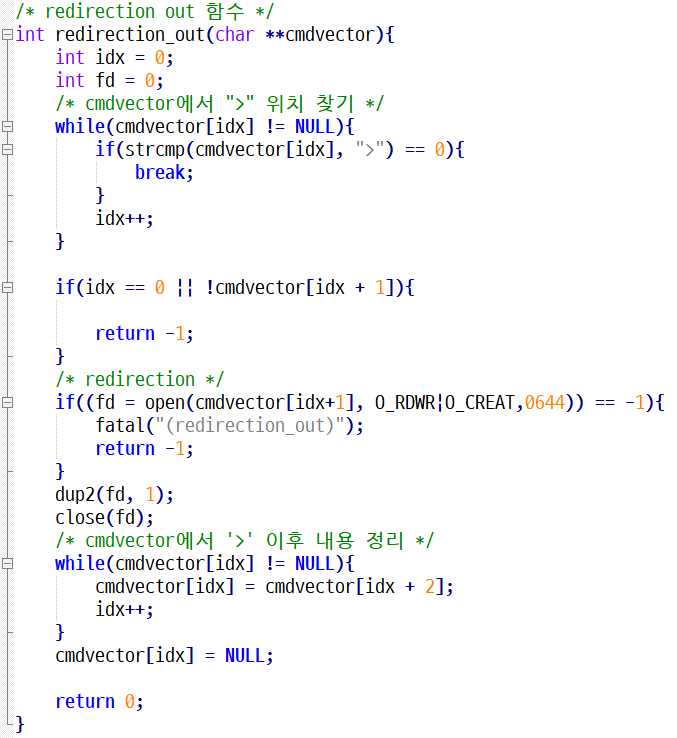 /* redirection out 함수 */
int redirection_out(char **cmdvector){
    int idx = 0;
    int fd = 0;
    /* cmdvector에서 ">" 위치 찾기 */
    while(cmdvector[idx] != NULL){
        if(strcmp(cmdvector[idx], ">") == 0){
            break;
        }
        idx++;
    }
    if(idx == 0 || !cmdvector[idx + 1]){
        return -1;
    }
    /* redirection */
    if((fd = open(cmdvector[idx+1], O_RDWR|O_CREAT,0644)) == -1){
        fatal("(redirection_out)");
        return -1;
    }
    dup2(fd, 1);
    close(fd);
    /* cmdvector에서 '>' 이후 내용 정리 */
    while(cmdvector[idx] != NULL){
        cmdvector[idx] = cmdvector[idx + 2];
        idx++;
    }
    cmdvector[idx] = NULL;
    return 0;
}